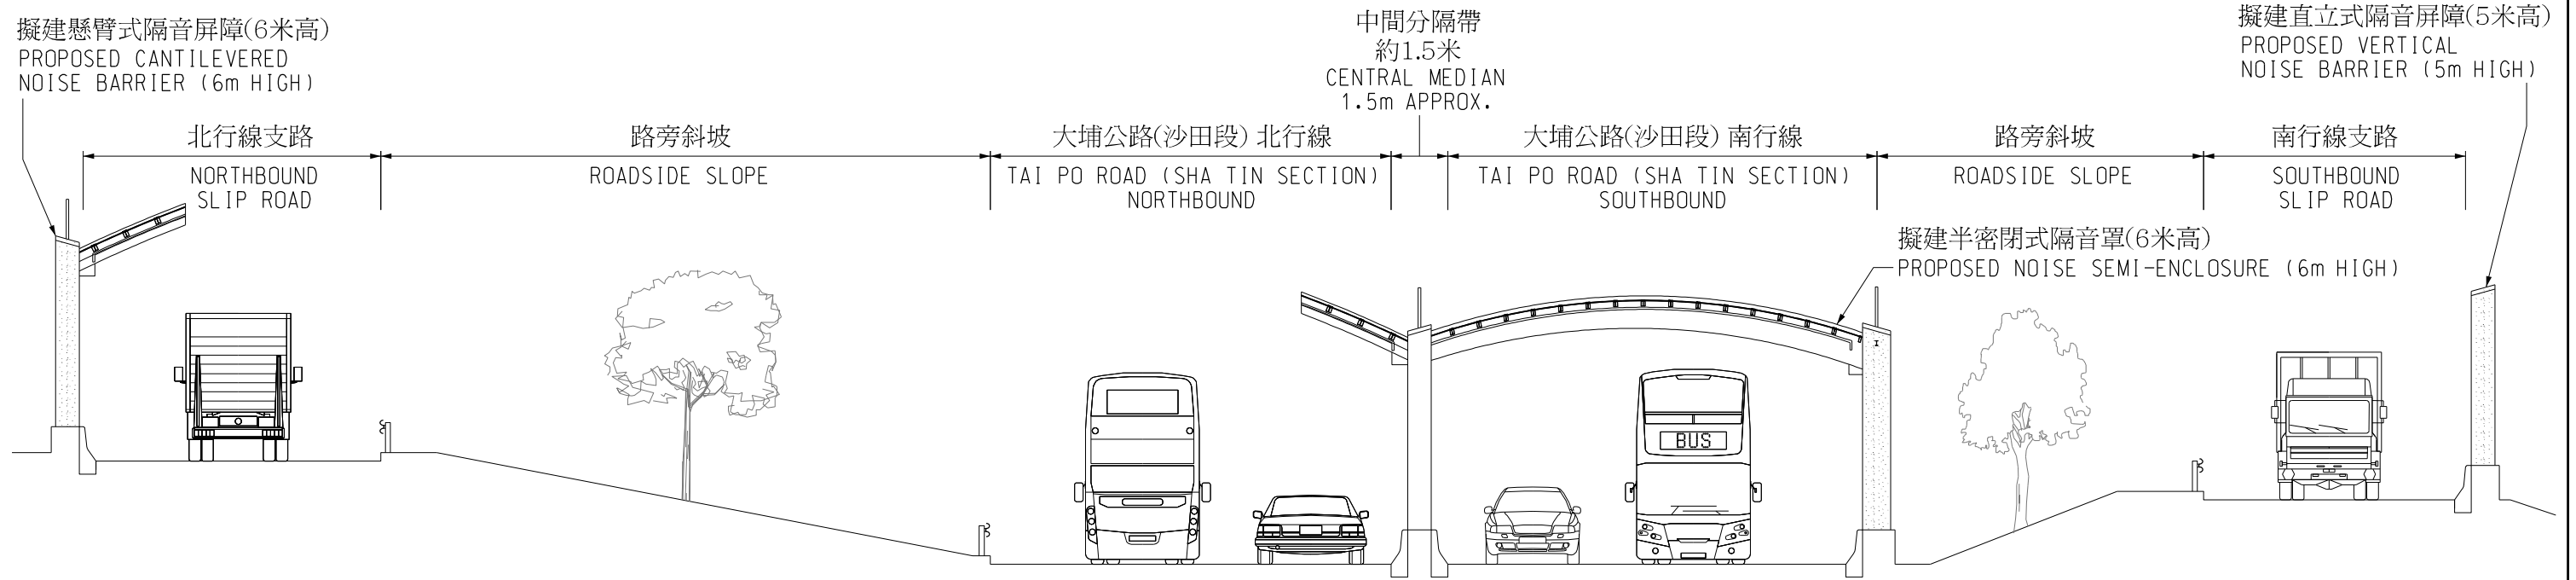 擬建懸臂式隔音屏障(6米高)
PROPOSED CANTILEVERED
NOISE BARRIER (6m HIGH)
中間分隔帶
約1.5米
CENTRAL MEDIAN
1.5m APPROX.
擬建直立式隔音屏障(5米高)
PROPOSED VERTICAL
NOISE BARRIER (5m HIGH)
北行線支路
NORTHBOUND
SLIP ROAD
路旁斜坡
ROADSIDE SLOPE
大埔公路(沙田段) 北行線
TAI PO ROAD (SHA TIN SECTION)
NORTHBOUND
大埔公路(沙田段) 南行線
TAI PO ROAD (SHA TIN SECTION)
SOUTHBOUND
路旁斜坡
ROADSIDE SLOPE
南行線支路
SOUTHBOUND
SLIP ROAD
擬建半密閉式隔音罩(6米高)
PROPOSED NOISE SEMI-ENCLOSURE (6m HIGH)
BUS